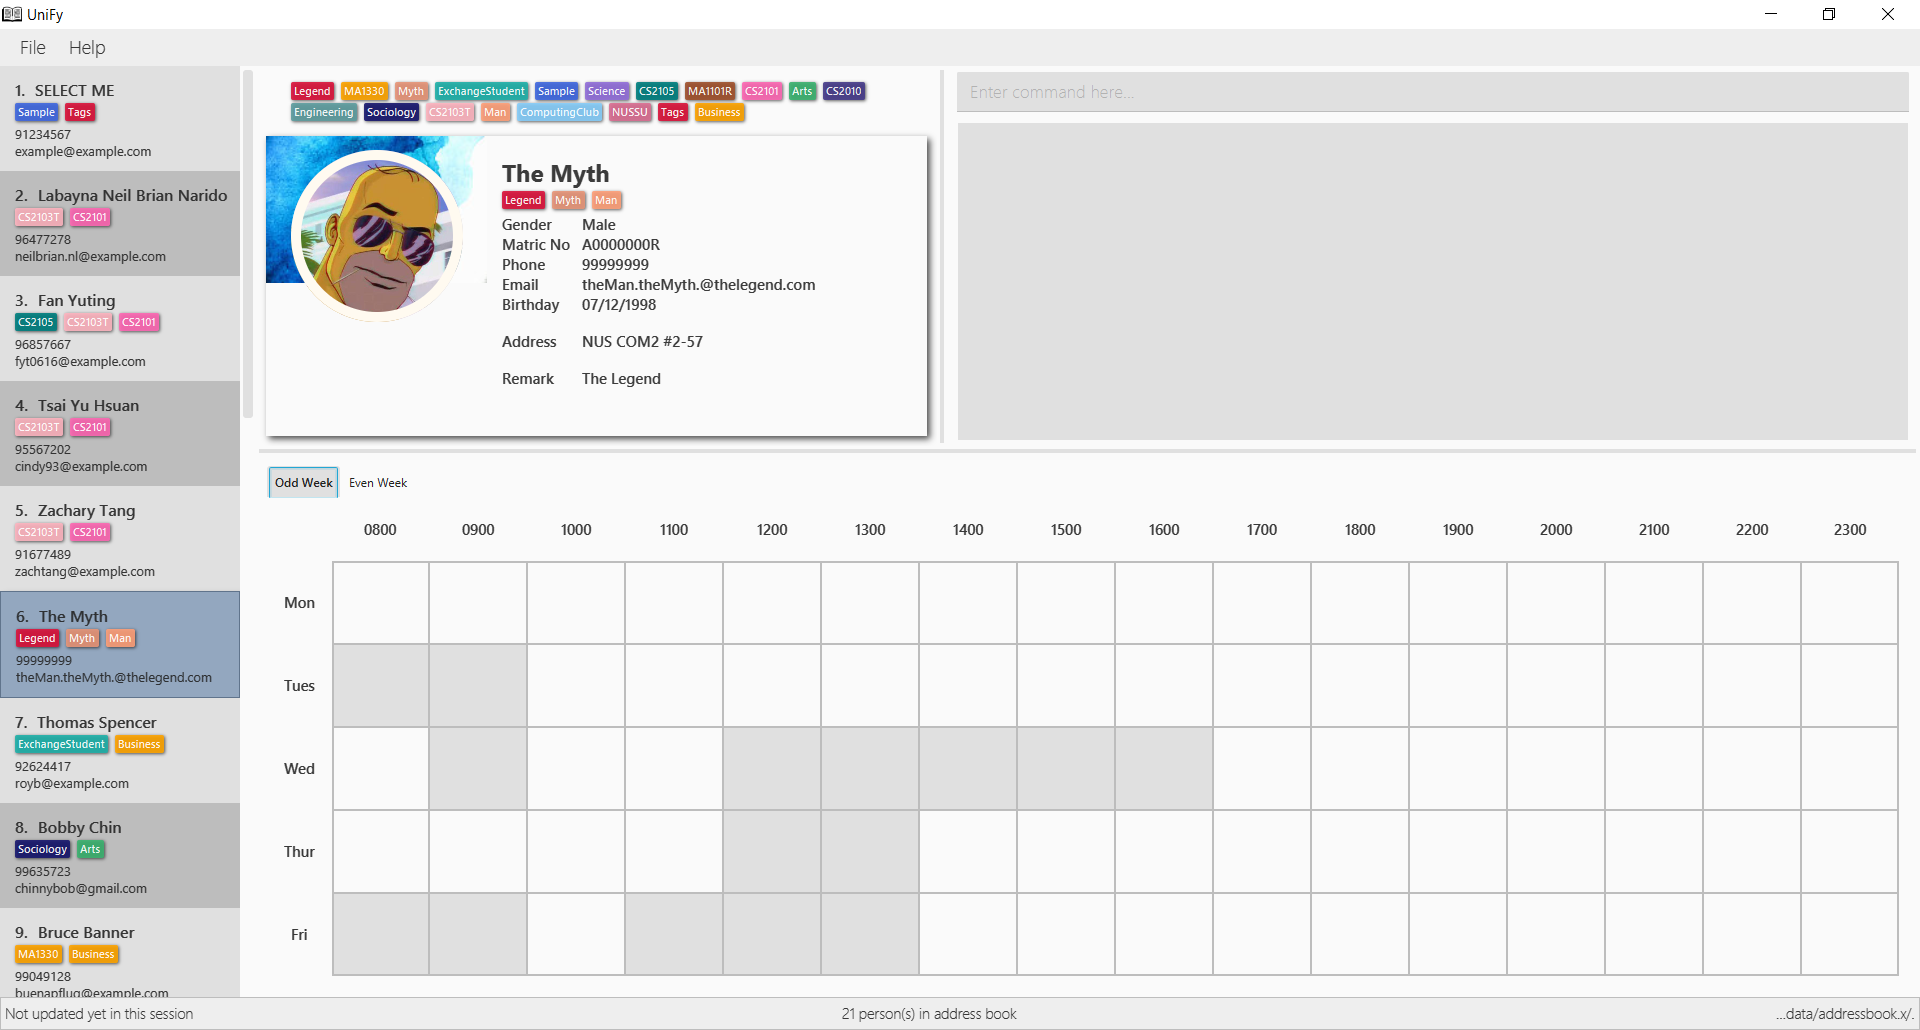 UniFy
File Help
1. SELECT ME
Sample Tags
91234567
example@example.com
2. Labayna Neil Brian Narido
CS2103T CS2101
96477278
neilbrian.nl@example.com
3. Fan Yuting
CS2105 CS2103T CS2101
96857667
fyt0616@example.com
4. Tsai Yu Hsuan
CS2103T CS2101
95567202
cindy93@example.com
5. Zachary Tang
CS2103T CS2101
91677489
zachtang@example.com
6. The Myth
Legend Myth Man
99999999
theMan.theMyth.@thelegend.com
7. Thomas Spencer
ExchangeStudent Business
92624417
royb@example.com
8. Bobby Chin
Sociology Arts
99635723
chinnybob@gmail.com
9. Bruce Banner
MA1330 Business
99049128
buenapflug@example.com
Legend MA1330 Myth ExchangeStudent Sample Science CS2105 MA1101R CS2101 Arts CS2010
Engineering Sociology CS2103T Man ComputingClub NUSSU Tags Business
The Myth
Legend Myth Man
Gender Male
Matric No A0000000R
Phone 99999999
Email theMan.theMyth.@thelegend.com
Birthday 07/12/1998
Address NUS COM2 #2-57
Remark The Legend
Enter command here...
Odd Week Even Week
0800 0900 1000 1100 1200 1300 1400 1500 1600 1700 1800 1900 2000 2100 2200 2300
Mon
Tues
Wed
Thur
Fri
Not updated yet in this session 21 person(s) in address book ...data/addressbook.x/.